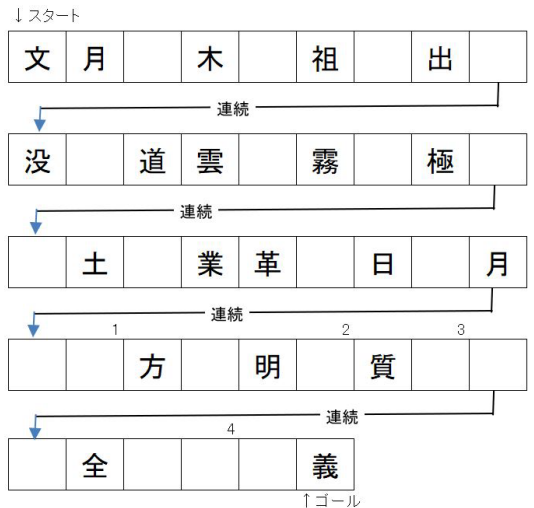 ↓スタート
文 月 木 祖 出
連続
没 道 雲 霧 極
連続
土 業 革 日 月
連続
1 2 3
方 明 質
連続
4
全 義
↑ゴール